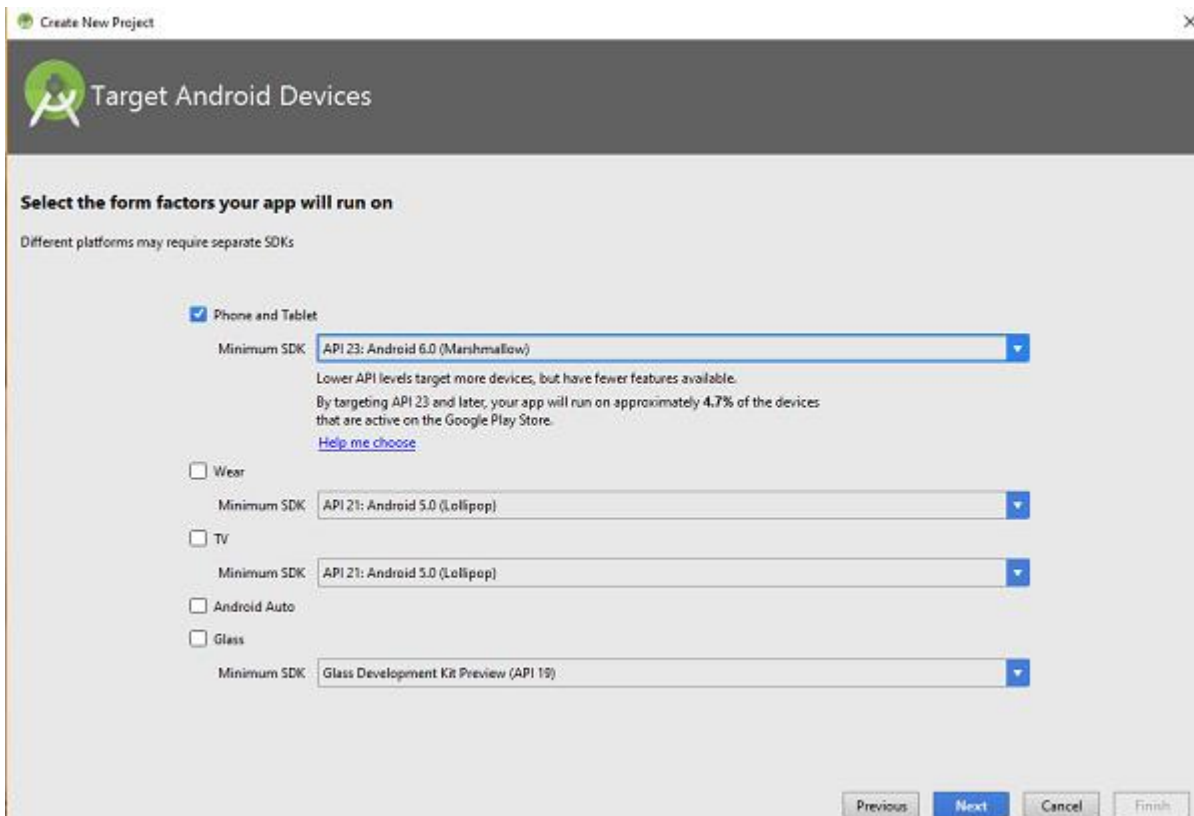 Create New Project
Target Android Devices
Select the form factors your app will run on
Different platforms may require separate SDKs
Phone and Tablet
Minimum SDK API 23: Android 6.0 (Marshmallow)
Lower API levels target more devices, but have fewer features available.
By targeting API 23 and later, your app will run on approximately 4.7% of the devices
that are active on the Google Play Store.
Help me choose
Wear
Minimum SDK API 21: Android 5.0 (Lollipop)
TV
Minimum SDK API 21: Android 5.0 (Lollipop)
Android Auto
Glass
Minimum SDK Glass Development Kit Preview (API 19)
Previous Next Cancel Finish